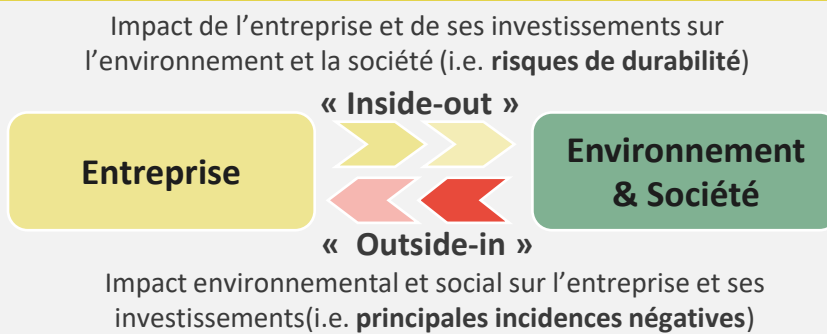 Impact de l'entreprise et de ses investissements sur
l'environnement et la société (i.e. risques de durabilité)
« Inside-out »
Entreprise
Environnement
& Société
« Outside-in »
Impact environnemental et social sur l'entreprise et ses
investissements(i.e. principales incidences négatives)